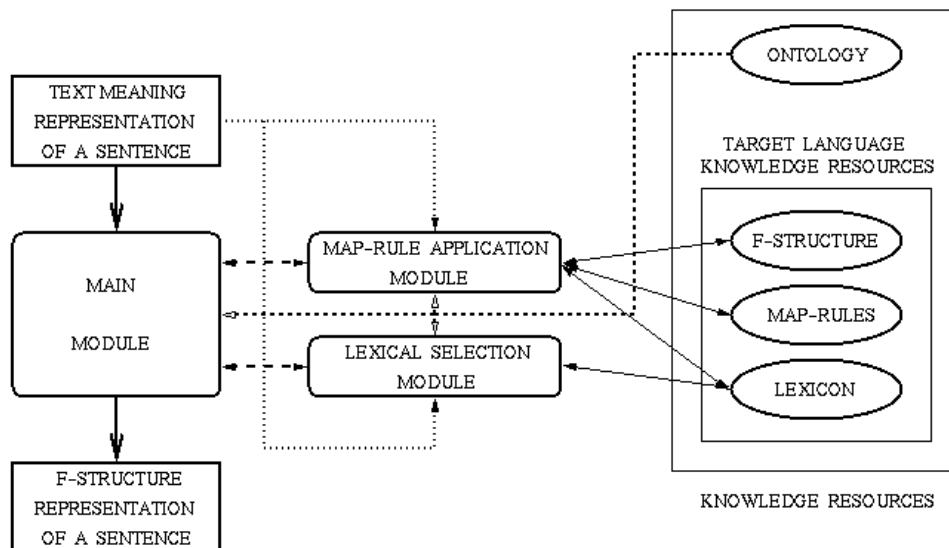 ONTOLOGY
TEXT MEANING
REPRESENTATION
OF A SENTENCE
TARGET LANGUAGE
KNOWLEDGE RESOURCES
MAIN
MODULE
MAP-RULE APPLICATION
MODULE
F-STRUCTURE
MAP-RULES
LEXICAL SELECTION
MODULE
LEXICON
F-STRUCTURE
REPRESENTATION
OF A SENTENCE
KNOWLEDGE RESOURCES